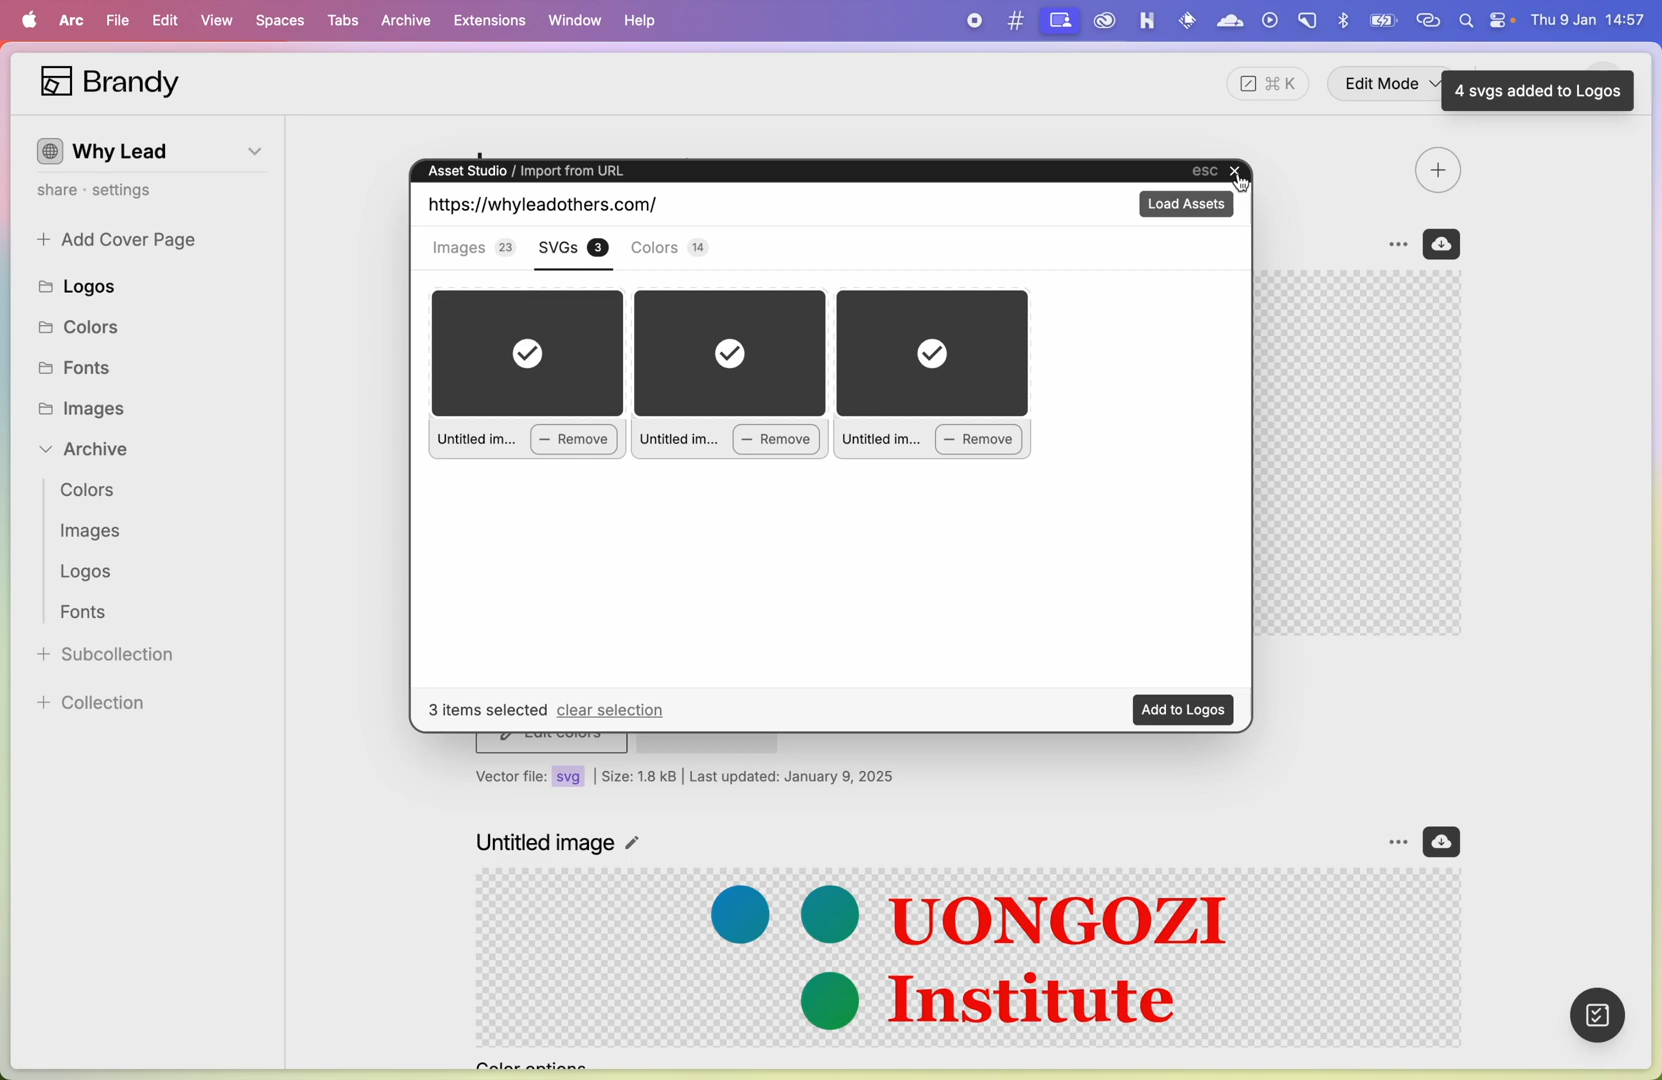 Arc File Edit View Spaces Tabs Archive Extensions Window Help
Thu 9 Jan 14:57
Brandy
⌘ K
Edit Mode
4 svgs added to Logos
Why Lead
share · settings
+ Add Cover Page
Logos
Colors
Fonts
Images
Archive
Colors
Images
Logos
Fonts
+ Subcollection
+ Collection
Asset Studio / Import from URL
esc
https://whyleadothers.com/
Load Assets
Images 23
SVGs 3
Colors 14
Untitled im... — Remove
Untitled im... — Remove
Untitled im... — Remove
3 items selected clear selection
Add to Logos
Edit colors
Vector file: svg | Size: 1.8 kB | Last updated: January 9, 2025
Untitled image
UONGOZI
Institute
Color options